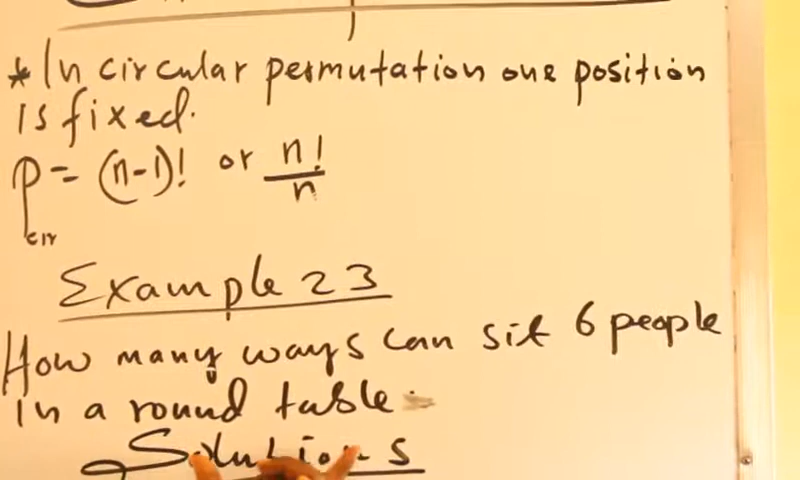 * In circular permutation one position
is fixed.
P = (n-1)! or n!/n
cir
Example 23
How many ways can sit 6 people
in a round table.
Solutions